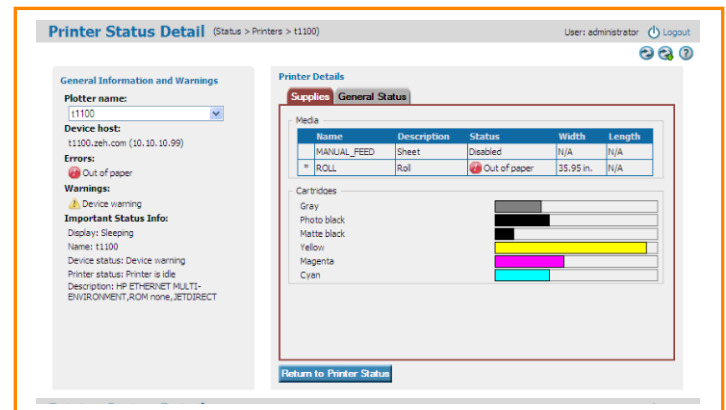 Printer Status Detail (Status > Printers > t1100)
User: administrator Logout
General Information and Warnings
Plotter name:
t1100
Device host:
t1100.zeh.com (10.10.10.99)
Errors:
Out of paper
Warnings:
Device warning
Important Status Info:
Display: Sleeping
Name: t1100
Device status: Device warning
Printer status: Printer is idle
Description: HP ETHERNET MULTI-
ENVIRONMENT,ROM none,JETDIRECT
Printer Details
Supplies General Status
Media
Name Description Status Width Length
MANUAL_FEED Sheet Disabled N/A N/A
* ROLL Roll Out of paper 35.95 in. N/A
Cartridges
Gray
Photo black
Matte black
Yellow
Magenta
Cyan
Return to Printer Status